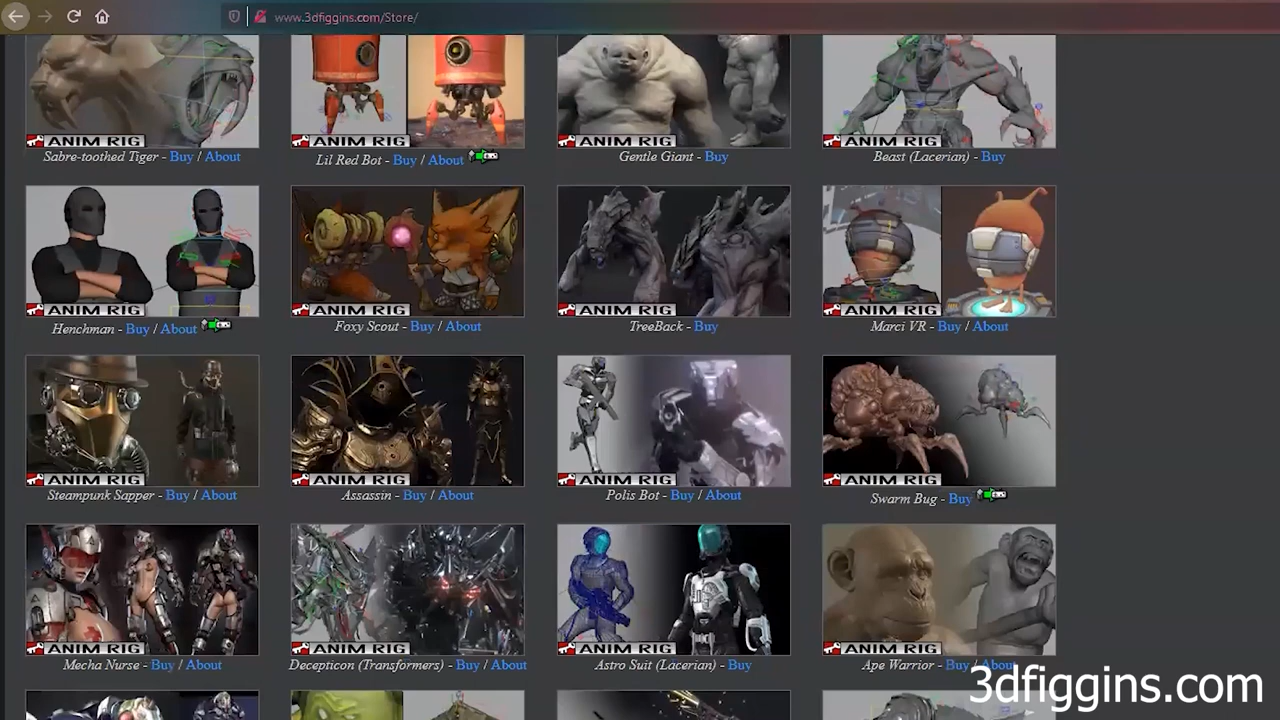 www.3dfiggins.com/Store/
ANIM RIG
ANIM RIG
ANIM RIG
ANIM RIG
Sabre-toothed Tiger - Buy / About
Lil Red Bot - Buy / About
Gentle Giant - Buy
Beast (Lacerian) - Buy
ANIM RIG
ANIM RIG
ANIM RIG
ANIM RIG
Henchman - Buy / About
Foxy Scout - Buy / About
TreeBack - Buy
Marci VR - Buy / About
ANIM RIG
ANIM RIG
ANIM RIG
ANIM RIG
Steampunk Sapper - Buy / About
Assassin - Buy / About
Polis Bot - Buy / About
Swarm Bug - Buy
ANIM RIG
ANIM RIG
ANIM RIG
ANIM RIG
Mecha Nurse - Buy / About
Decepticon (Transformers) - Buy / About
Astro Suit (Lacerian) - Buy
Ape Warrior - Buy / About
3dfiggins.com